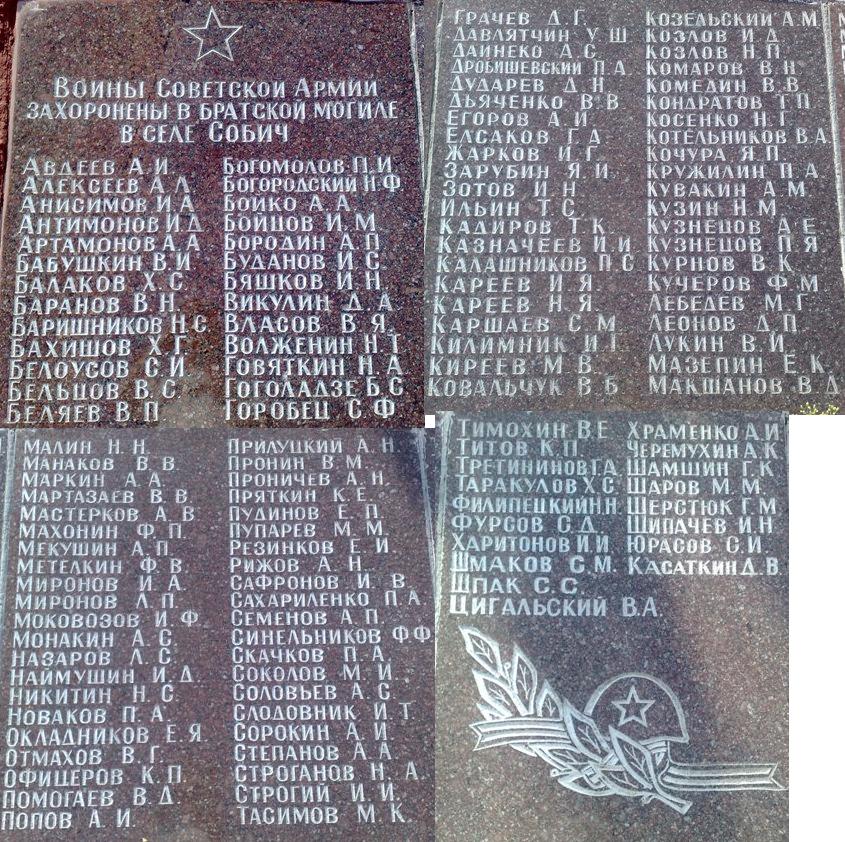 Воины Советской Армии
захоронены в братской могиле
в селе Собич
Авдеев А.И.
Алексеев А.Л.
Анисимов И.А.
Антимонов И.Д.
Артамонов А.А.
Бабушкин В.И.
Балаков Х.С.
Баранов В.Н.
Баришников Н.С.
Бахишов Х.Г.
Белоусов С.И.
Бельцов В.С.
Беляев В.П.
Богомолов П.И.
Богородский Н.Ф.
Бойко А.А.
Бойцов И.М.
Бородин А.П.
Буданов И.С.
Бяшков И.Н.
Викулин Д.А.
Власов В.Я.
Волженин Н.Т.
Говяткин Н.А.
Гоголадзе Б.С.
Горобец С.Ф.
Грачев Д.Г.
Давлятчин У.Ш.
Даинеко А.С.
Дробишевский П.А.
Дударев Д.Н.
Дьяченко В.В.
Егоров А.И.
Елсаков Г.А.
Жарков И.Г.
Зарубин Я.И.
Зотов И.Н.
Ильин Т.С.
Кадиров Т.К.
Казначеев И.И.
Калашников П.С.
Кареев И.Я.
Кареев Н.Я.
Каршаев С.М.
Килимник И.Г.
Киреев М.В.
Ковальчук В.Б.
Козельский А.М.
Козлов И.Д.
Козлов Н.П.
Комаров В.Н.
Комедин В.В.
Кондратов Т.П.
Косенко Н.Г.
Котельников В.А.
Кочура Я.П.
Кружилин П.А.
Кувакин А.М.
Кузин Н.М.
Кузнецов А.Е.
Кузнецов П.Я.
Курнов В.К.
Кучеров Ф.М.
Лебедев М.Г.
Леонов Д.П.
Лукин В.И.
Мазепин Е.К.
Макшанов В.Д.
Малин Н.Н.
Манаков В.В.
Маркин А.А.
Мартазаев В.В.
Мастерков А.В.
Махонин Ф.П.
Мекушин А.П.
Метелкин Ф.В.
Миронов И.А.
Миронов Л.П.
Моковозов И.Ф.
Монакин А.С.
Назаров Л.С.
Наймушин И.Д.
Никитин Н.С.
Новаков П.А.
Окладников Е.Я.
Отмахов В.Г.
Офицеров К.П.
Помогаев В.Д.
Попов А.И.
Прилуцкий А.Н.
Пронин В.М.
Проничев А.Н.
Пряткин К.Е.
Пудинов Е.П.
Пупарев М.М.
Резинков Е.И.
Рижов А.Н.
Сафронов И.В.
Сахариленко П.А.
Семенов А.П.
Синельников Ф.Ф.
Скачков П.А.
Соколов М.И.
Соловьев А.С.
Слодовник И.Т.
Сорокин А.И.
Степанов А.А.
Строганов Н.А.
Строгий И.И.
Тасимов М.К.
Тимохин В.Е.
Титов К.П.
Третининов Г.А.
Таракулов Х.С.
Филипецкий Н.Н.
Фурсов С.Д.
Харитонов И.И.
Шмаков С.М.
Шпак С.С.
Цигальский В.А.
Храменко А.И.
Черемухин А.К.
Шамшин Г.К.
Шаров М.М.
Шерстюк Г.М.
Шипачев И.Н.
Юрасов С.И.
Касаткин Д.В.